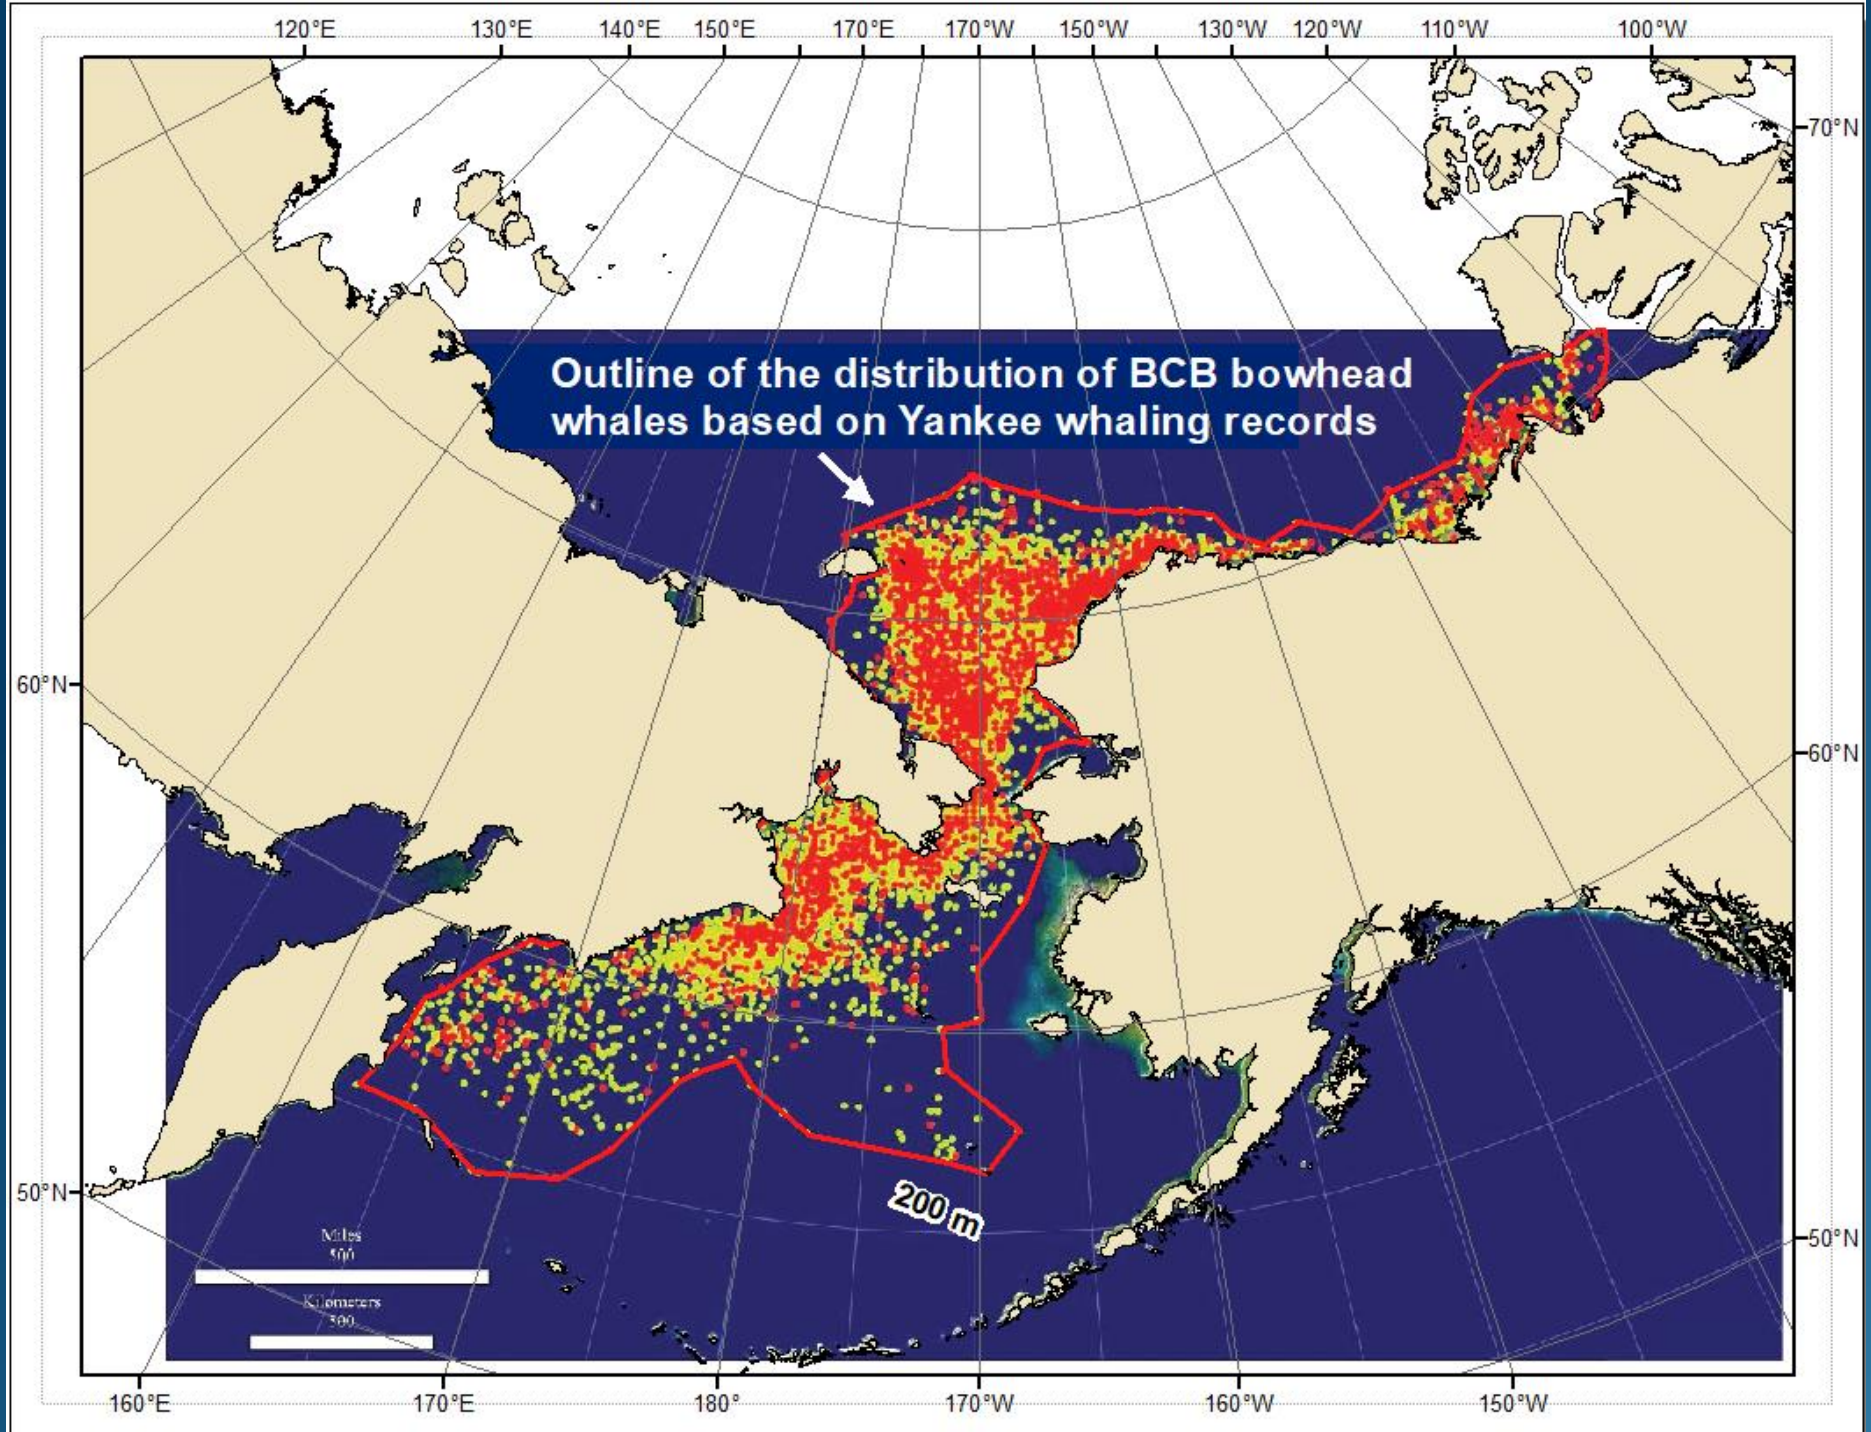 120°E 130°E 140°E 150°E 170°E 170°W 150°W 130°W 120°W 110°W 100°W
70°N
Outline of the distribution of BCB bowhead
whales based on Yankee whaling records
60°N
60°N
50°N
200 m
50°N
Miles
500
Kilometers
500
160°E 170°E 180° 170°W 160°W 150°W